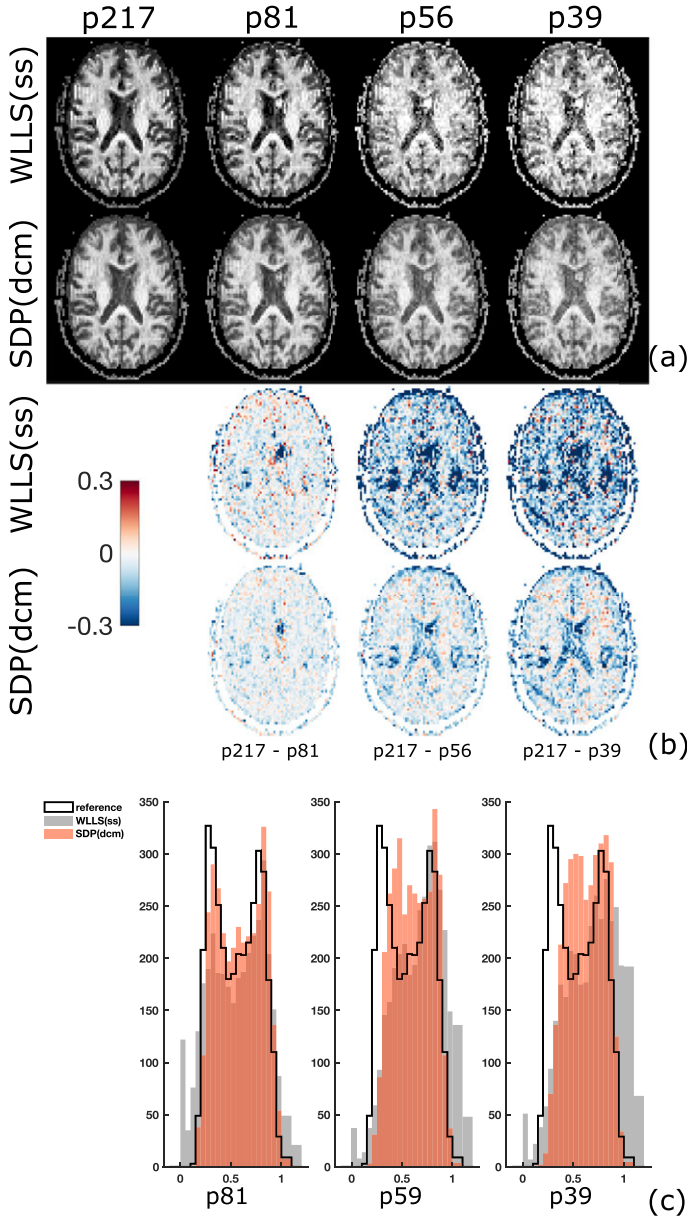 p217 p81 p56 p39
WLLS(ss)
SDP(dcm)
(a)
WLLS(ss)
0.3
0
-0.3
SDP(dcm)
p217 - p81 p217 - p56 p217 - p39
(b)
reference
WLLS(ss)
SDP(dcm)
350 350 350
300 300 300
250 250 250
200 200 200
150 150 150
100 100 100
50 50 50
0 0 0
0 0.5 1 0 0.5 1 0 0.5 1
p81 p59 p39
(c)